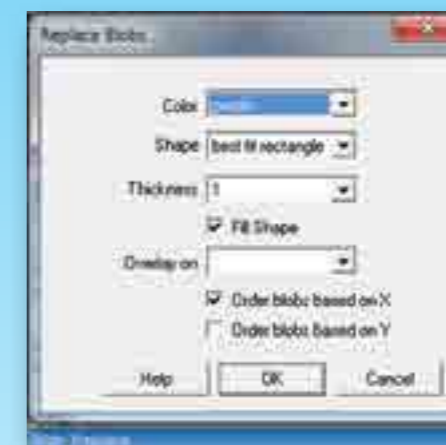 Replace Blobs
Color
Shape best fit rectangle
Thickness 1
Fill Shape
Overlay on
Order blobs based on X
Order blobs based on Y
Help OK Cancel